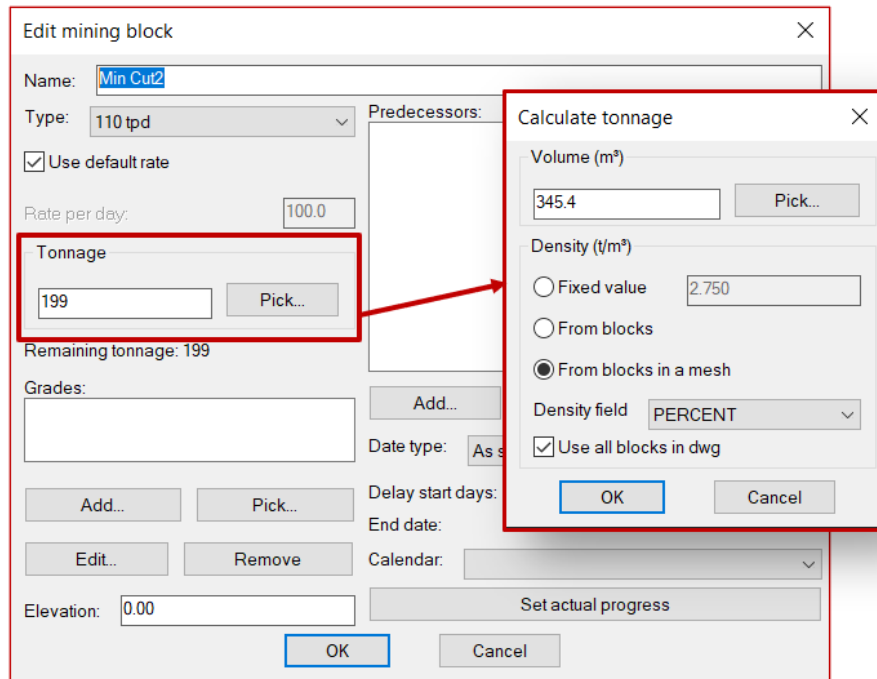 Edit mining block
Name: Min Cut2
Type: 110 tpd
Use default rate
Rate per day: 100.0
Tonnage
199 Pick...
Remaining tonnage: 199
Grades:
Add... Pick...
Edit... Remove
Elevation: 0.00
Predecessors:
Add...
Date type: As s
Delay start days:
End date:
Calendar:
Set actual progress
OK Cancel
Calculate tonnage
Volume (m³)
345.4 Pick...
Density (t/m³)
Fixed value 2.750
From blocks
From blocks in a mesh
Density field PERCENT
Use all blocks in dwg
OK Cancel